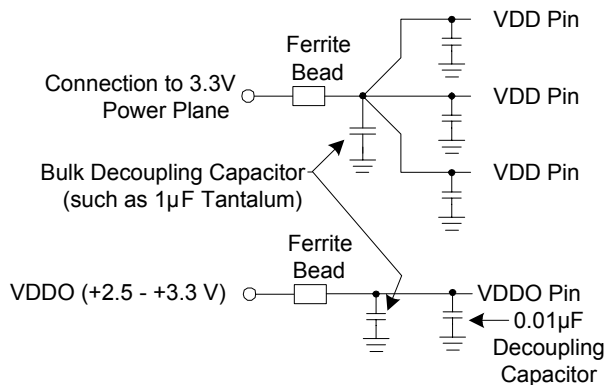 VDD Pin
Ferrite
Bead
Connection to 3.3V
Power Plane
VDD Pin
Bulk Decoupling Capacitor
(such as 1µF Tantalum)
VDD Pin
Ferrite
Bead
VDDO (+2.5 - +3.3 V)
VDDO Pin
0.01µF
Decoupling
Capacitor